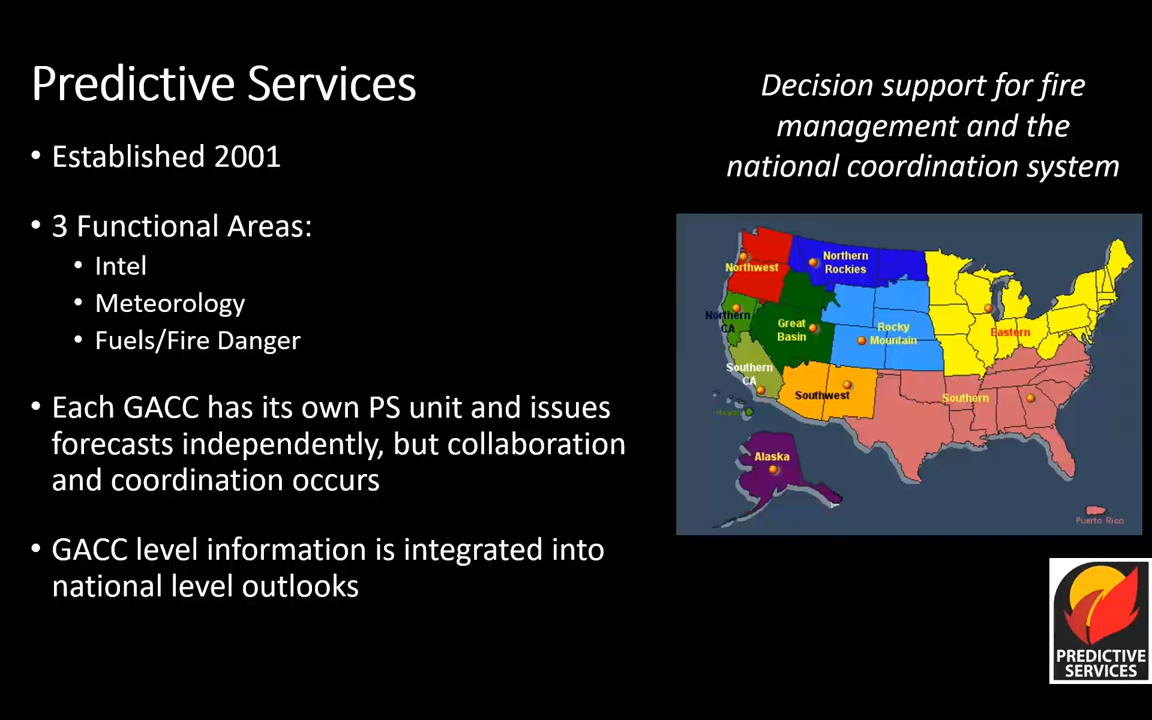 Predictive Services
• Established 2001
• 3 Functional Areas:
• Intel
• Meteorology
• Fuels/Fire Danger
• Each GACC has its own PS unit and issues
forecasts independently, but collaboration
and coordination occurs
• GACC level information is integrated into
national level outlooks
Decision support for fire
management and the
national coordination system
Northwest
Northern
Rockies
Northern
CA
Great
Basin
Rocky
Mountain
Eastern
Southern
CA
Southwest
Southern
Hawaii
Alaska
Puerto Rico
PREDICTIVE
SERVICES